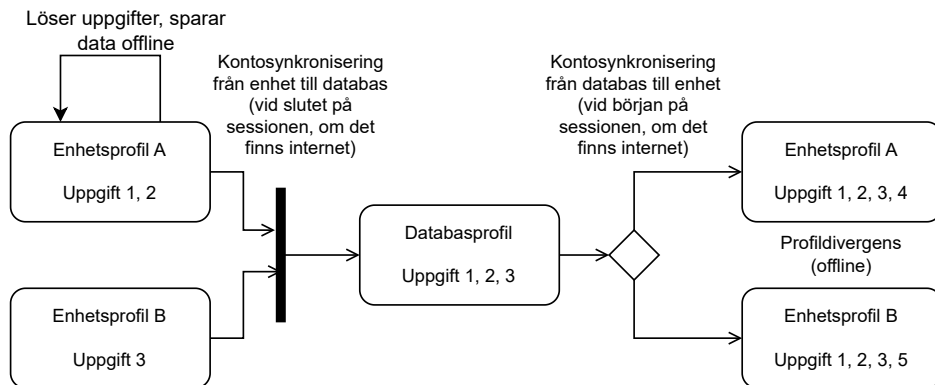 Löser uppgifter, sparar
data offline
Enhetsprofil A
Uppgift 1, 2
Enhetsprofil B
Uppgift 3
Kontosynkronisering
från enhet till databas
(vid slutet på
sessionen, om det
finns internet)
Databasprofil
Uppgift 1, 2, 3
Kontosynkronisering
från databas till enhet
(vid början på
sessionen, om det
finns internet)
Enhetsprofil A
Uppgift 1, 2, 3, 4
Profildivergens
(offline)
Enhetsprofil B
Uppgift 1, 2, 3, 5